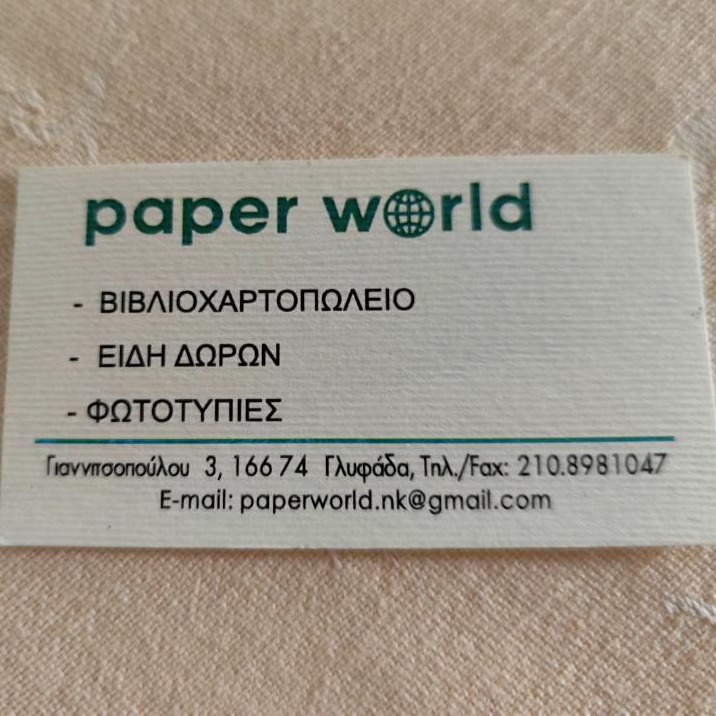 paper world
- ΒΙΒΛΙΟΧΑΡΤΟΠΩΛΕΙΟ
- ΕΙΔΗ ΔΩΡΩΝ
- ΦΩΤΟΤΥΠΙΕΣ
Γιαννιτσοπούλου 3, 166 74 Γλυφάδα, Τηλ./Fax: 210.8981047
E-mail: paperworld.nk@gmail.com